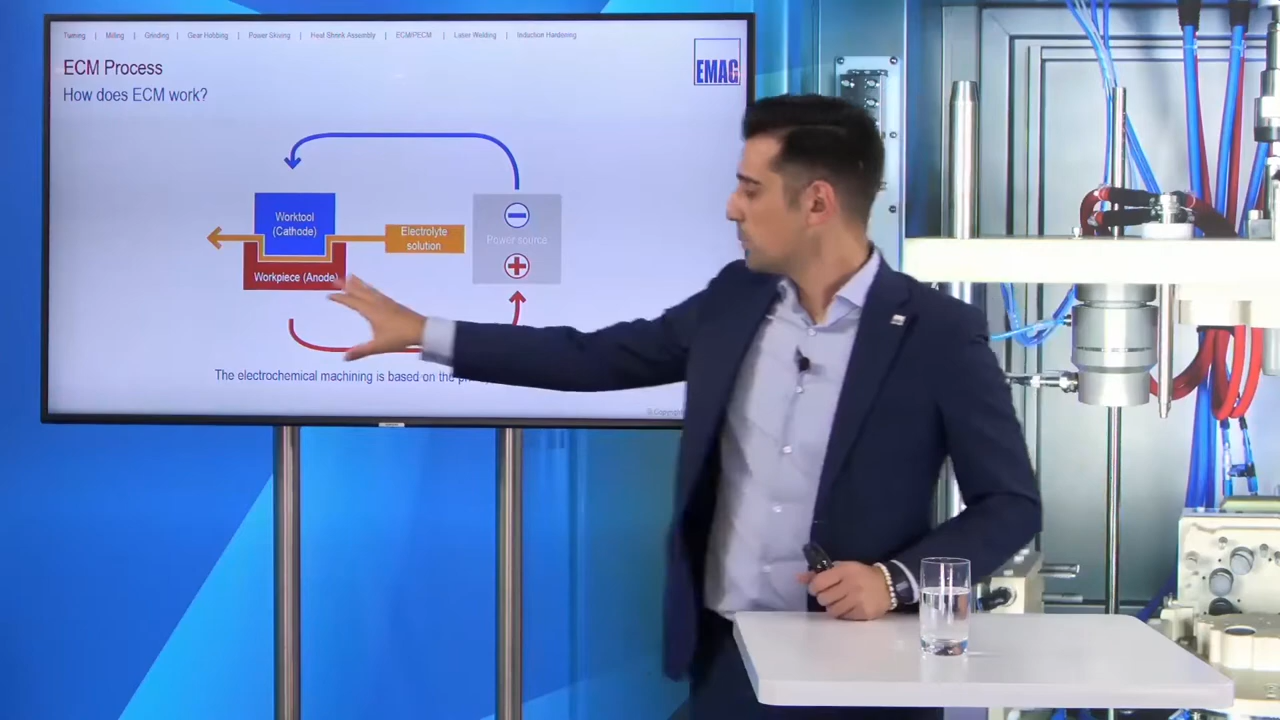 Turning | Milling | Grinding | Gear Hobbing | Power Skiving | Heat Shrink Assembly | ECM/PECM | Laser Welding | Induction Hardening
EMAG
ECM Process
How does ECM work?
Worktool
(Cathode)
Electrolyte
solution
Power source
Workpiece (Anode)
The electrochemical machining is based on the
© Copyright